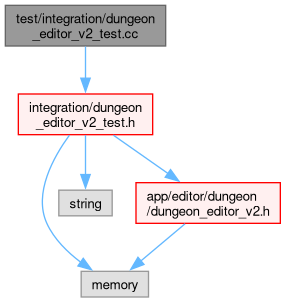 test/integration/dungeon
_editor_v2_test.cc
integration/dungeon
_editor_v2_test.h
string
app/editor/dungeon
/dungeon_editor_v2.h
memory